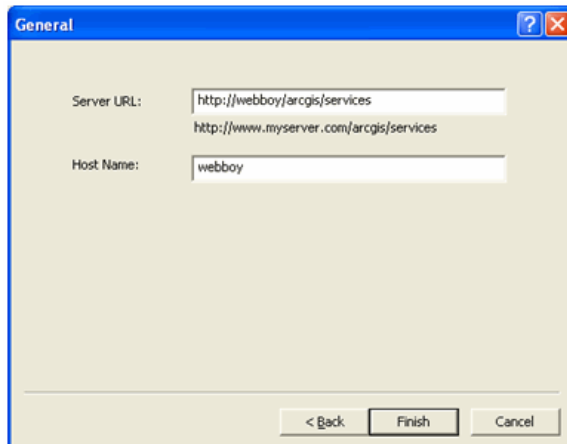 General
Server URL: http://webboy/arcgis/services
http://www.myserver.com/arcgis/services
Host Name: webboy
< Back Finish Cancel